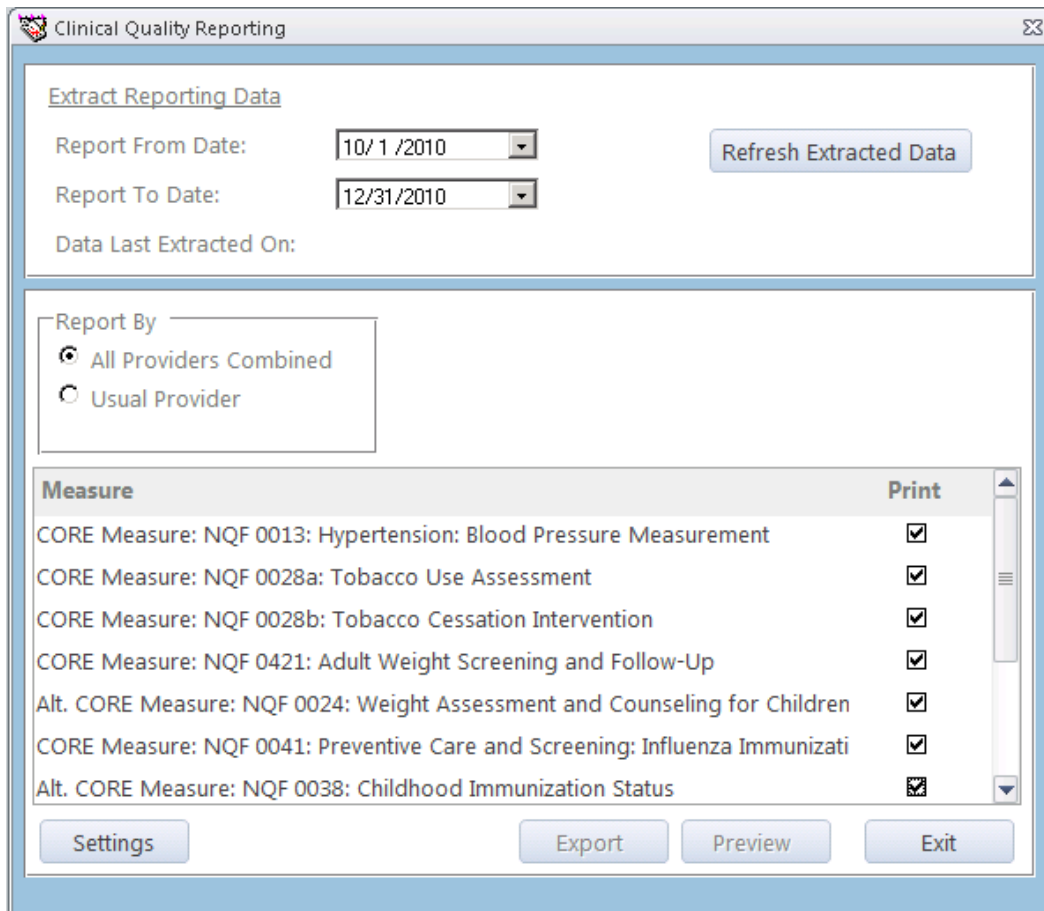 Clinical Quality Reporting
Extract Reporting Data
Report From Date: 10/ 1 /2010 Refresh Extracted Data
Report To Date: 12/31/2010
Data Last Extracted On:
Report By
All Providers Combined
Usual Provider
Measure Print
CORE Measure: NQF 0013: Hypertension: Blood Pressure Measurement
CORE Measure: NQF 0028a: Tobacco Use Assessment
CORE Measure: NQF 0028b: Tobacco Cessation Intervention
CORE Measure: NQF 0421: Adult Weight Screening and Follow-Up
Alt. CORE Measure: NQF 0024: Weight Assessment and Counseling for Children
CORE Measure: NQF 0041: Preventive Care and Screening: Influenza Immunizati
Alt. CORE Measure: NQF 0038: Childhood Immunization Status
Settings Export Preview Exit